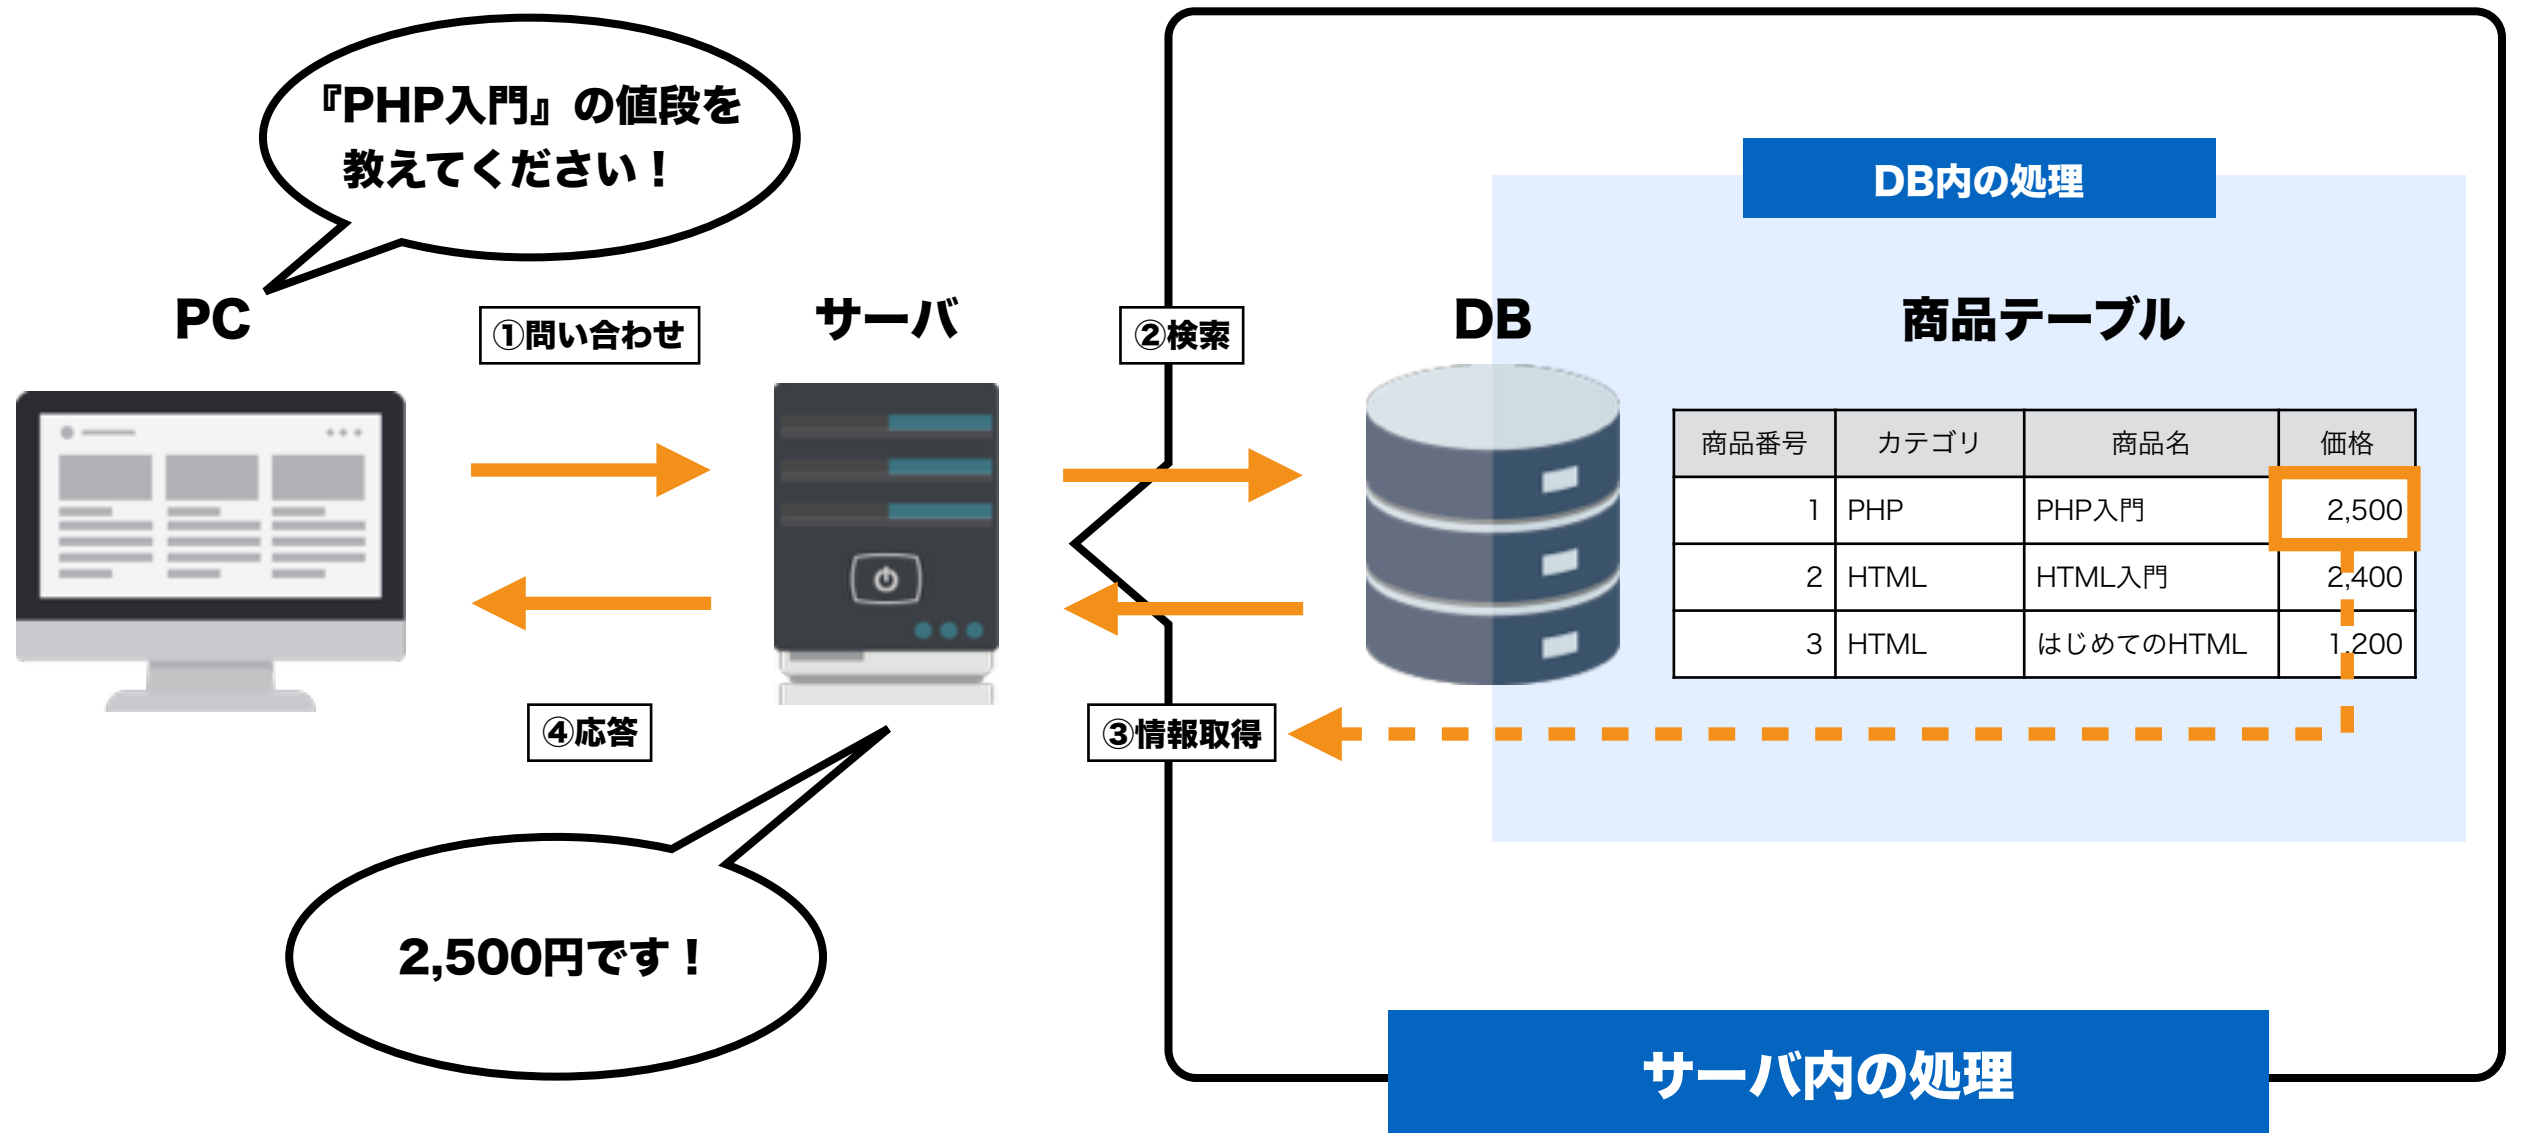 『PHP入門』の値段を
教えてください！
PC
①問い合わせ
サーバ
②検索
④応答
③情報取得
2,500円です！
DB内の処理
DB
商品テーブル
商品番号 カテゴリ 商品名 価格
1 PHP PHP入門 2,500
2 HTML HTML入門 2,400
3 HTML はじめてのHTML 1,200
サーバ内の処理